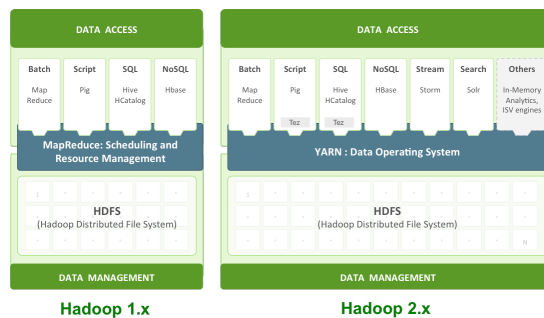 DATA ACCESS
Batch
Script
SQL
NoSQL
Map
Reduce
Pig
Hive
HCatalog
Hbase
MapReduce: Scheduling and
Resource Management
1
HDFS
(Hadoop Distributed File System)
DATA MANAGEMENT
Hadoop 1.x
DATA ACCESS
Batch
Script
SQL
NoSQL
Stream
Search
Others
Map
Reduce
Pig
Hive
HCatalog
HBase
Storm
Solr
In-Memory
Analytics,
ISV engines
Tez
Tez
YARN : Data Operating System
1
HDFS
(Hadoop Distributed File System)
N
DATA MANAGEMENT
Hadoop 2.x